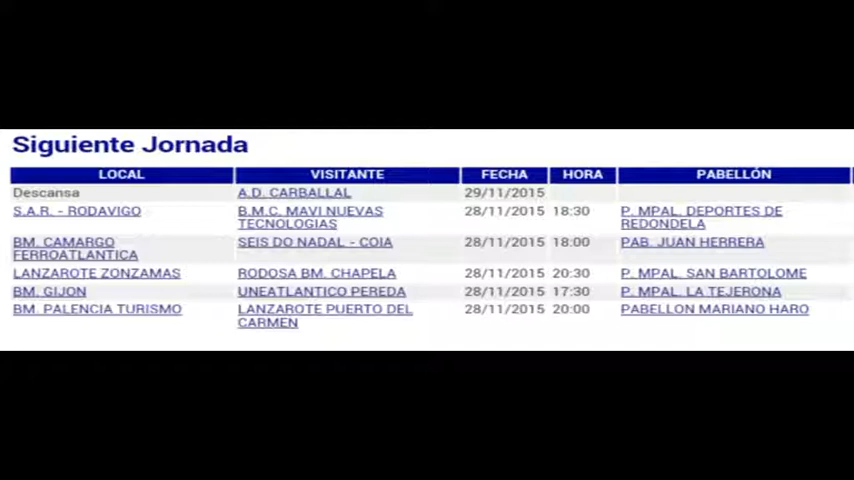 Siguiente Jornada
LOCAL VISITANTE FECHA HORA PABELLÓN
Descansa A.D. CARBALLAL 29/11/2015
S.A.R. - RODAVIGO B.M.C. MAVI NUEVAS TECNOLOGIAS 28/11/2015 18:30 P. MPAL. DEPORTES DE REDONDELA
BM. CAMARGO FERROATLANTICA SEIS DO NADAL - COIA 28/11/2015 18:00 PAB. JUAN HERRERA
LANZAROTE ZONZAMAS RODOSA BM. CHAPELA 28/11/2015 20:30 P. MPAL. SAN BARTOLOME
BM. GIJON UNEATLANTICO PEREDA 28/11/2015 17:30 P. MPAL. LA TEJERONA
BM. PALENCIA TURISMO LANZAROTE PUERTO DEL CARMEN 28/11/2015 20:00 PABELLON MARIANO HARO